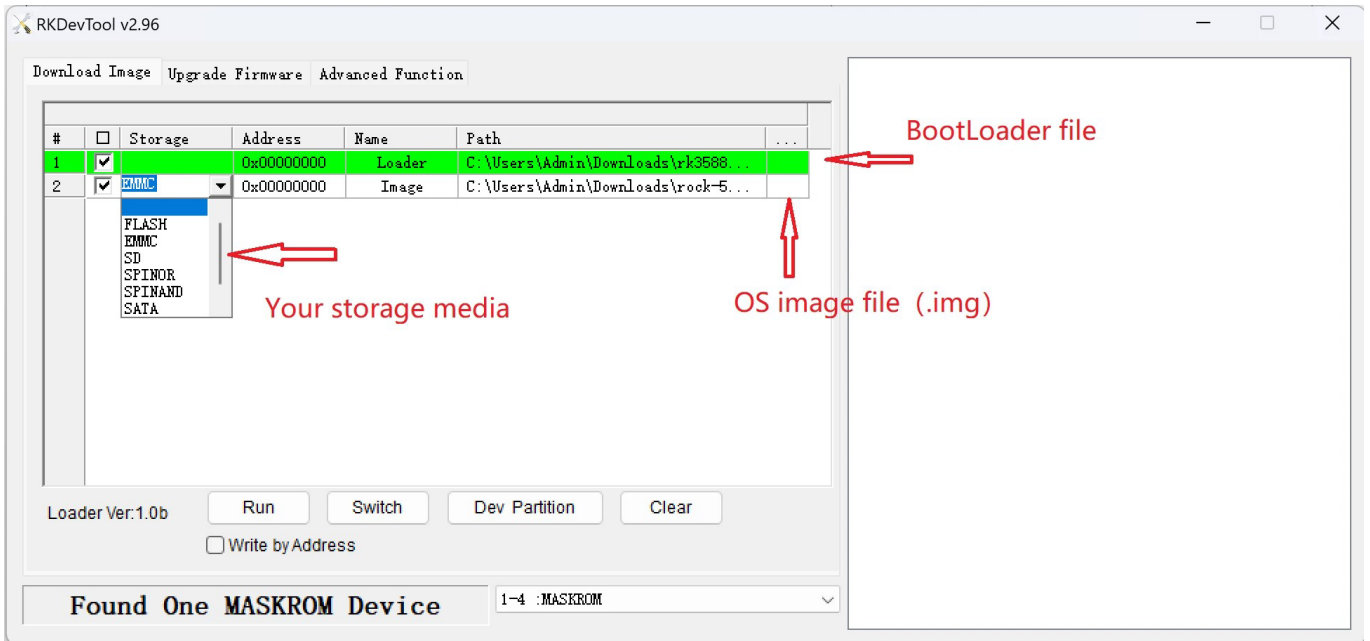 RKDevTool v2.96
Download Image Upgrade Firmware Advanced Function
# Storage Address Name Path ...
1 0x00000000 Loader C:\Users\Admin\Downloads\rk3588...
2 EMMC 0x00000000 Image C:\Users\Admin\Downloads\rock-5...
BootLoader file
FLASH
EMMC
SD
SPINOR
SPINAND
SATA
Your storage media
OS image file（.img）
Loader Ver:1.0b Run Switch Dev Partition Clear
Write by Address
Found One MASKROM Device
1-4 :MASKROM